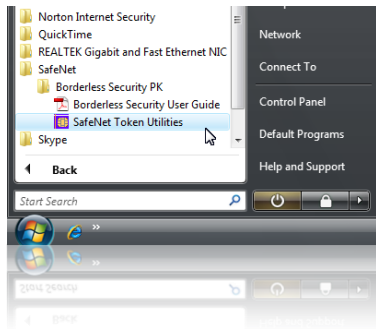 Norton Internet Security
QuickTime
REALTEK Gigabit and Fast Ethernet NIC
SafeNet
Borderless Security PK
Borderless Security User Guide
SafeNet Token Utilities
Skype
Back
Start Search
Network
Connect To
Control Panel
Default Programs
Help and Support